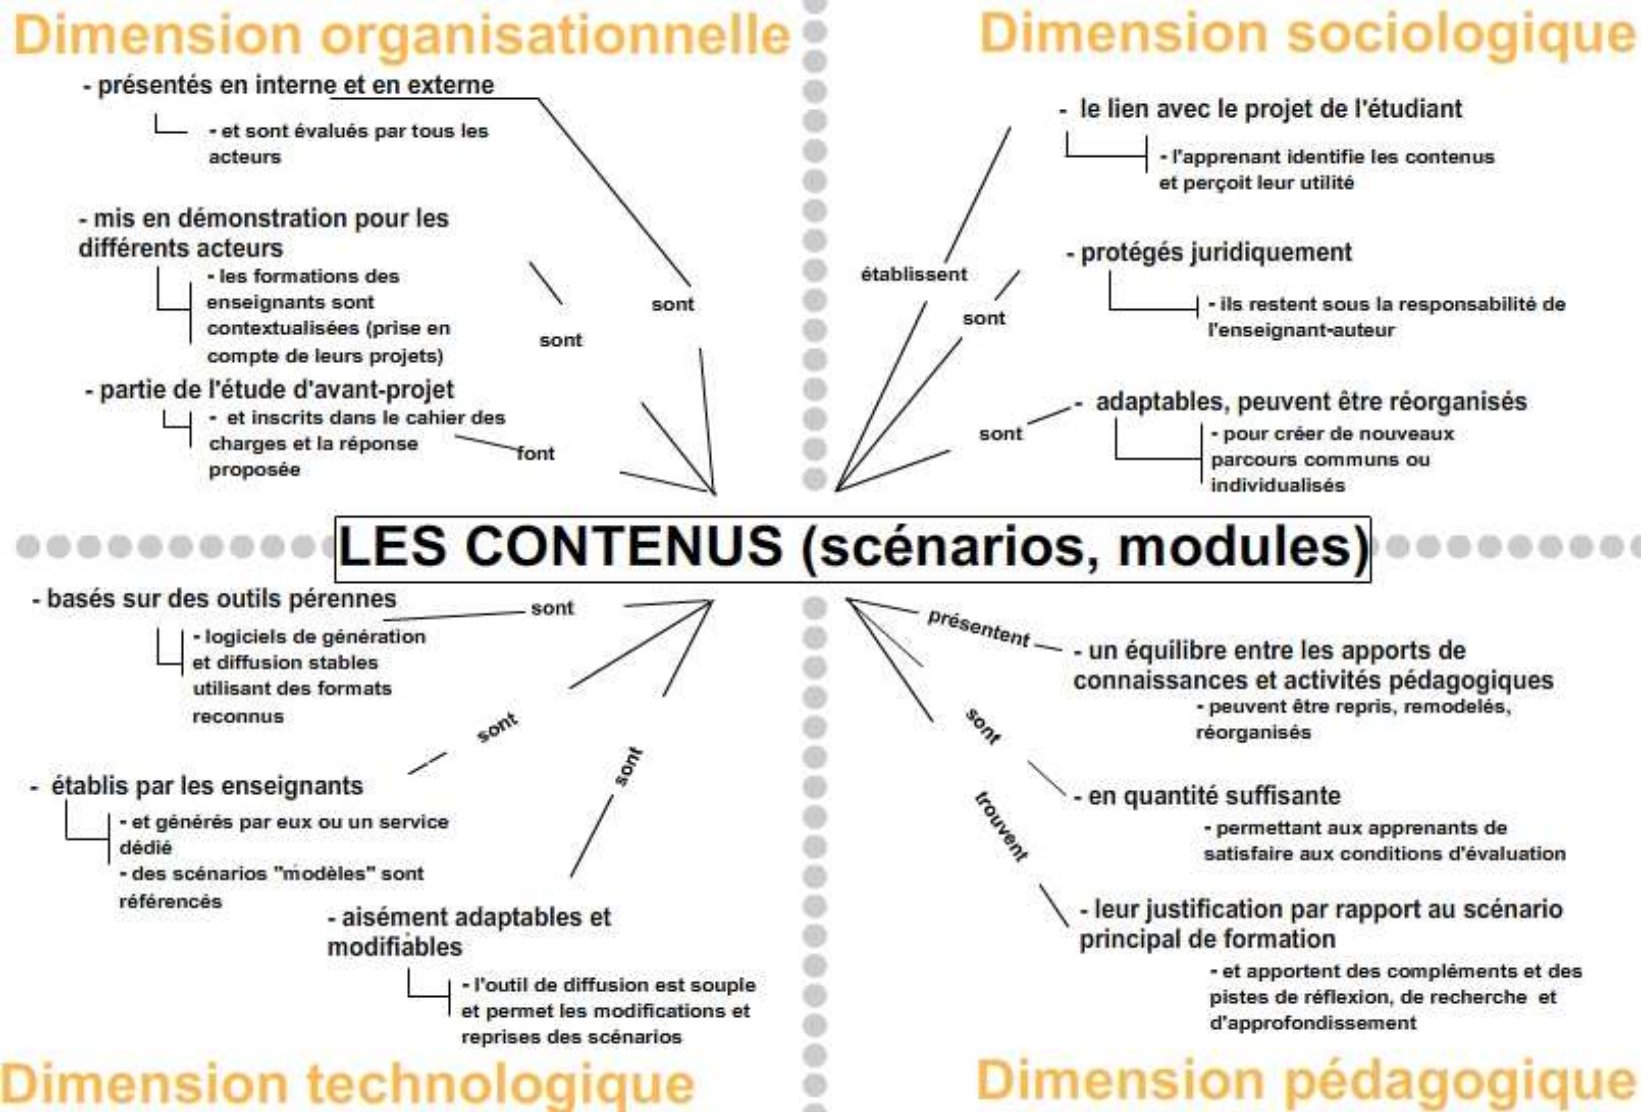 Dimension organisationnelle
- présentés en interne et en externe
- et sont évalués par tous les
acteurs
- mis en démonstration pour les
différents acteurs
- les formations des
enseignants sont
contextualisées (prise en
compte de leurs projets)
- partie de l'étude d'avant-projet
- et inscrits dans le cahier des
charges et la réponse
proposée
sont
sont
font
Dimension sociologique
- le lien avec le projet de l'étudiant
- l'apprenant identifie les contenus
et perçoit leur utilité
- protégés juridiquement
- ils restent sous la responsabilité de
l'enseignant-auteur
- adaptables, peuvent être réorganisés
- pour créer de nouveaux
parcours communs ou
individualisés
établissent
sont
sont
LES CONTENUS (scénarios, modules)
- basés sur des outils pérennes
- logiciels de génération
et diffusion stables
utilisant des formats
reconnus
- établis par les enseignants
- et générés par eux ou un service
dédié
- des scénarios "modèles" sont
référencés
- aisément adaptables et
modifiables
- l'outil de diffusion est souple
et permet les modifications et
reprises des scénarios
sont
sont
sont
Dimension technologique
présentent
- un équilibre entre les apports de
connaissances et activités pédagogiques
- peuvent être repris, remodelés,
réorganisés
sont
- en quantité suffisante
- permettant aux apprenants de
satisfaire aux conditions d'évaluation
trouvent
- leur justification par rapport au scénario
principal de formation
- et apportent des compléments et des
pistes de réflexion, de recherche et
d'approfondissement
Dimension pédagogique